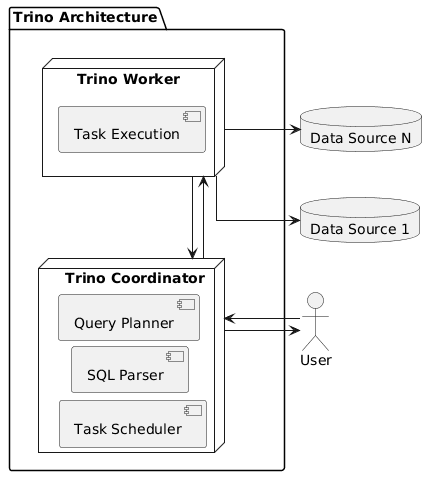 Trino Architecture
Trino Worker
Task Execution
Data Source N
Data Source 1
Trino Coordinator
Query Planner
SQL Parser
Task Scheduler
User